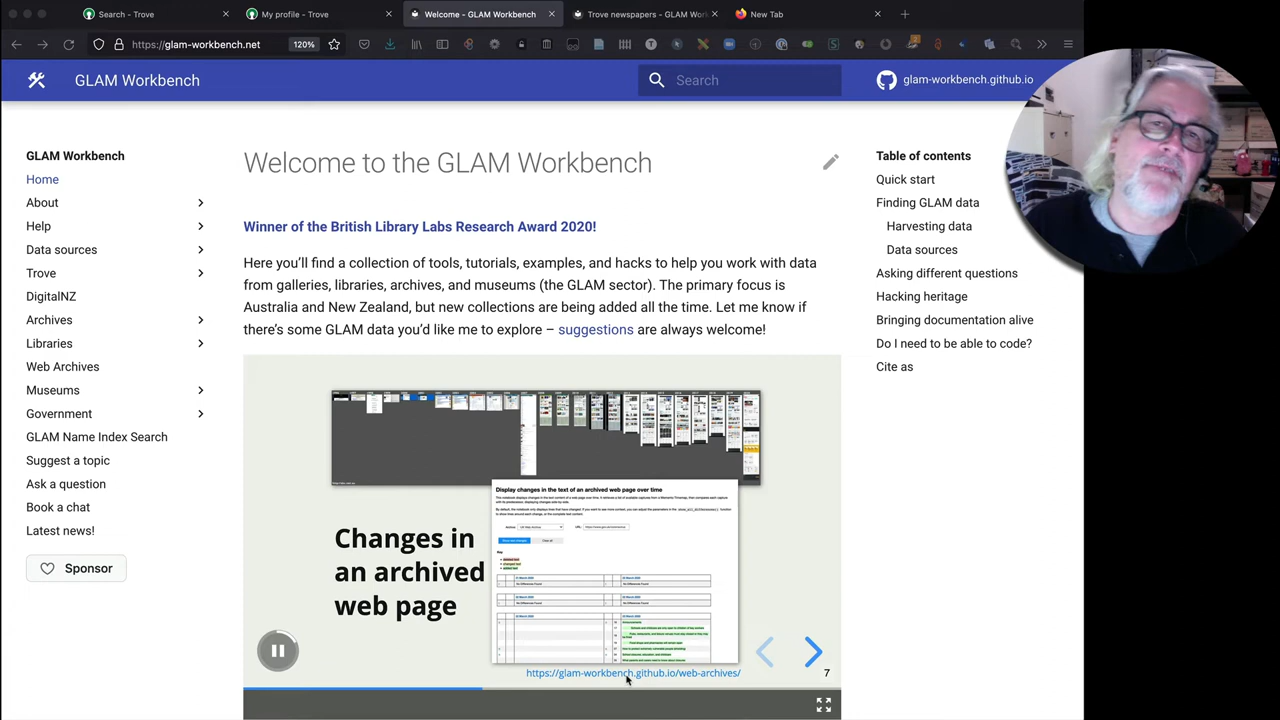 Search - Trove
My profile - Trove
Welcome - GLAM Workbench
Trove newspapers - GLAM Wor
New Tab
https://glam-workbench.net
120%
GLAM Workbench
Search
glam-workbench.github.io
GLAM Workbench
Home
About
Help
Data sources
Trove
DigitalNZ
Archives
Libraries
Web Archives
Museums
Government
GLAM Name Index Search
Suggest a topic
Ask a question
Book a chat
Latest news!
Sponsor
Welcome to the GLAM Workbench
Winner of the British Library Labs Research Award 2020!
Here you'll find a collection of tools, tutorials, examples, and hacks to help you work with data
from galleries, libraries, archives, and museums (the GLAM sector). The primary focus is
Australia and New Zealand, but new collections are being added all the time. Let me know if
there's some GLAM data you'd like me to explore – suggestions are always welcome!
Display changes in the text of an archived web page over time
Changes in
an archived
web page
https://glam-workbench.github.io/web-archives/
7
Table of contents
Quick start
Finding GLAM data
Harvesting data
Data sources
Asking different questions
Hacking heritage
Bringing documentation alive
Do I need to be able to code?
Cite as